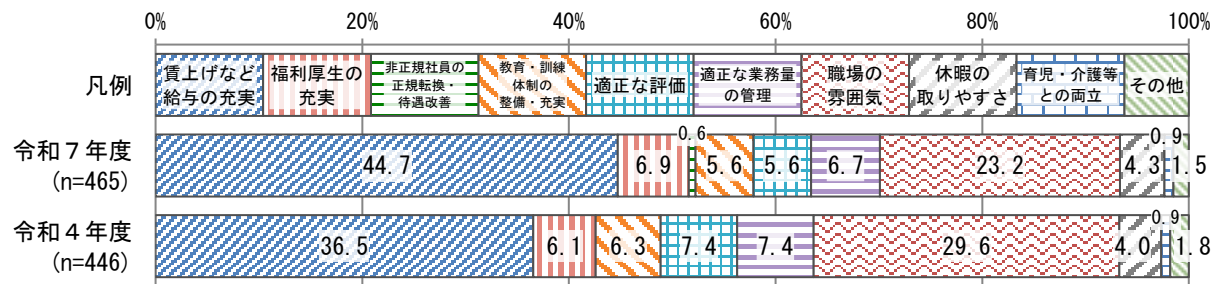 0% 20% 40% 60% 80% 100%
凡例
賃上げなど
給与の充実
福利厚生の
充実
非正規社員の
正規転換・
待遇改善
教育・訓練
体制の
整備・充実
適正な評価
適正な業務量
の管理
職場の
雰囲気
休暇の
取りやすさ
育児・介護等
との両立
その他
令和７年度
(n=465)
44.7 6.9 0.6 5.6 5.6 6.7 23.2 4.3 0.9 1.5
令和４年度
(n=446)
36.5 6.1 6.3 7.4 7.4 29.6 4.0 0.9 1.8